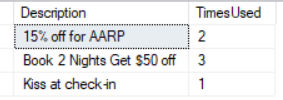 Description TimesUsed
15% off for AARP 2
Book 2 Nights Get $50 off 3
Kiss at check-in 1